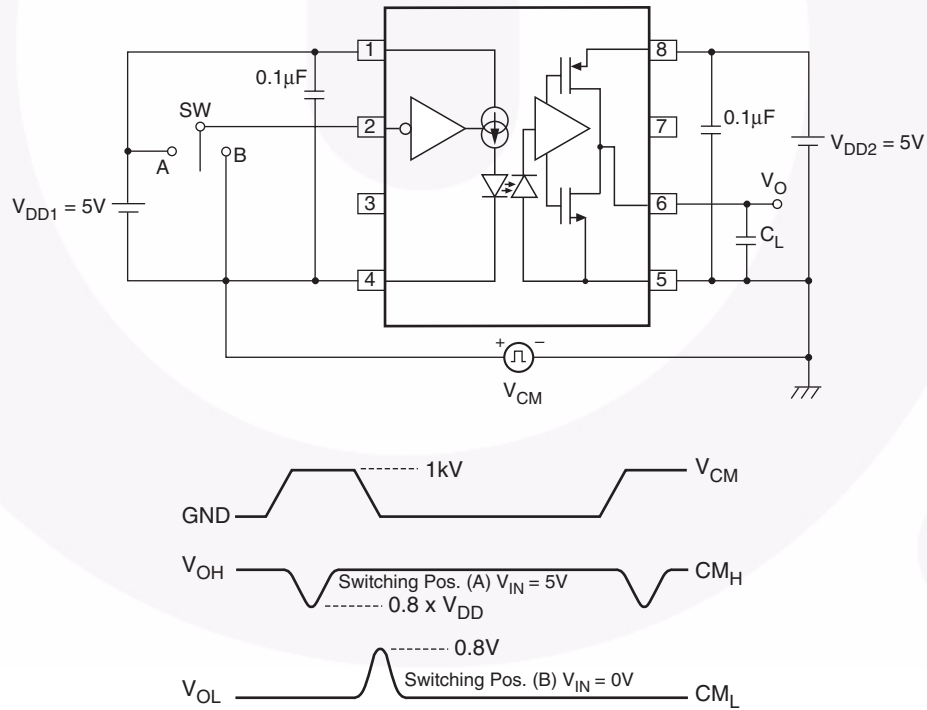 1
8
0.1μF
SW
2
7
0.1μF
A
B
V_DD2 = 5V
V_DD1 = 5V
3
6
V_O
C_L
4
5
+ −
V_CM
1kV
V_CM
GND
V_OH
Switching Pos. (A) V_IN = 5V
CM_H
0.8 x V_DD
0.8V
Switching Pos. (B) V_IN = 0V
V_OL
CM_L